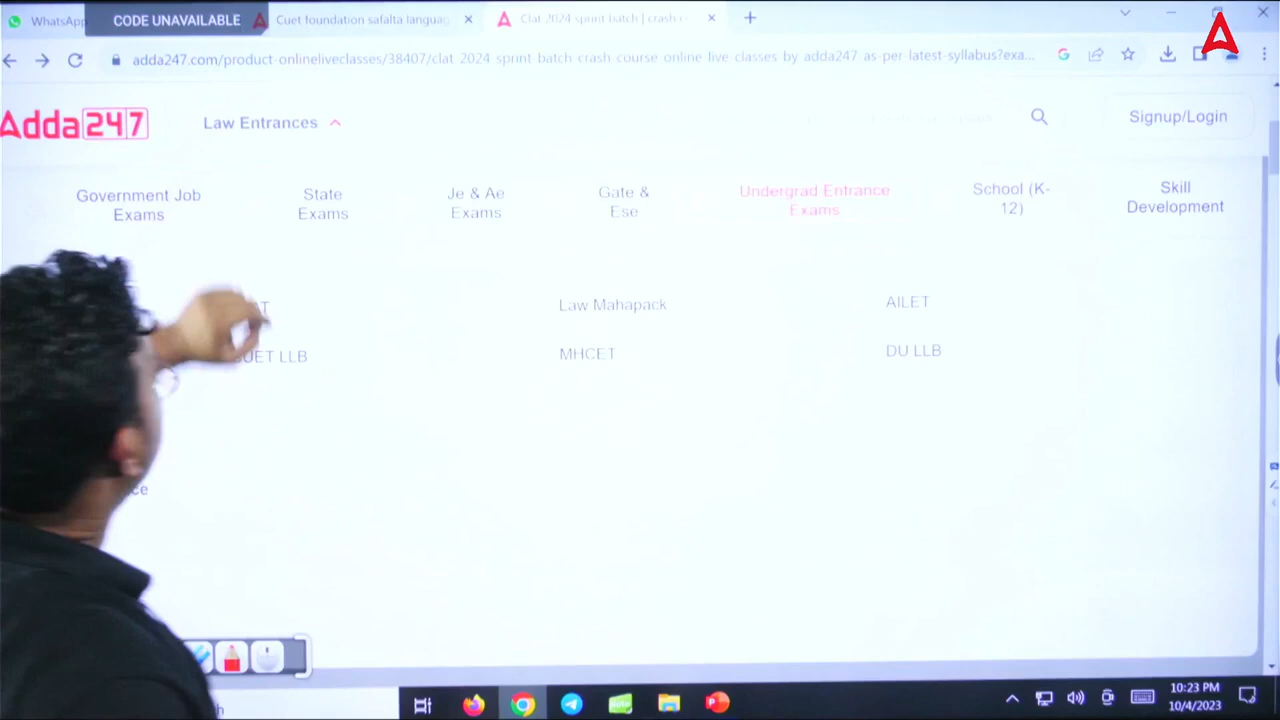 WhatsApp
CODE UNAVAILABLE
Cuet foundation safalta languag
Clat 2024 sprint batch | crash c
adda247.com/product-onlineliveclasses/38407/clat 2024 sprint batch crash course online live classes by adda247 as-per-latest-syllabus?exa...
Adda247
Law Entrances
Signup/Login
Government Job
Exams
State
Exams
Je & Ae
Exams
Gate &
Ese
Undergrad Entrance
Exams
School (K-
12)
Skill
Development
Law Mahapack
AILET
CUET LLB
MHCET
DU LLB
10:23 PM
10/4/2023